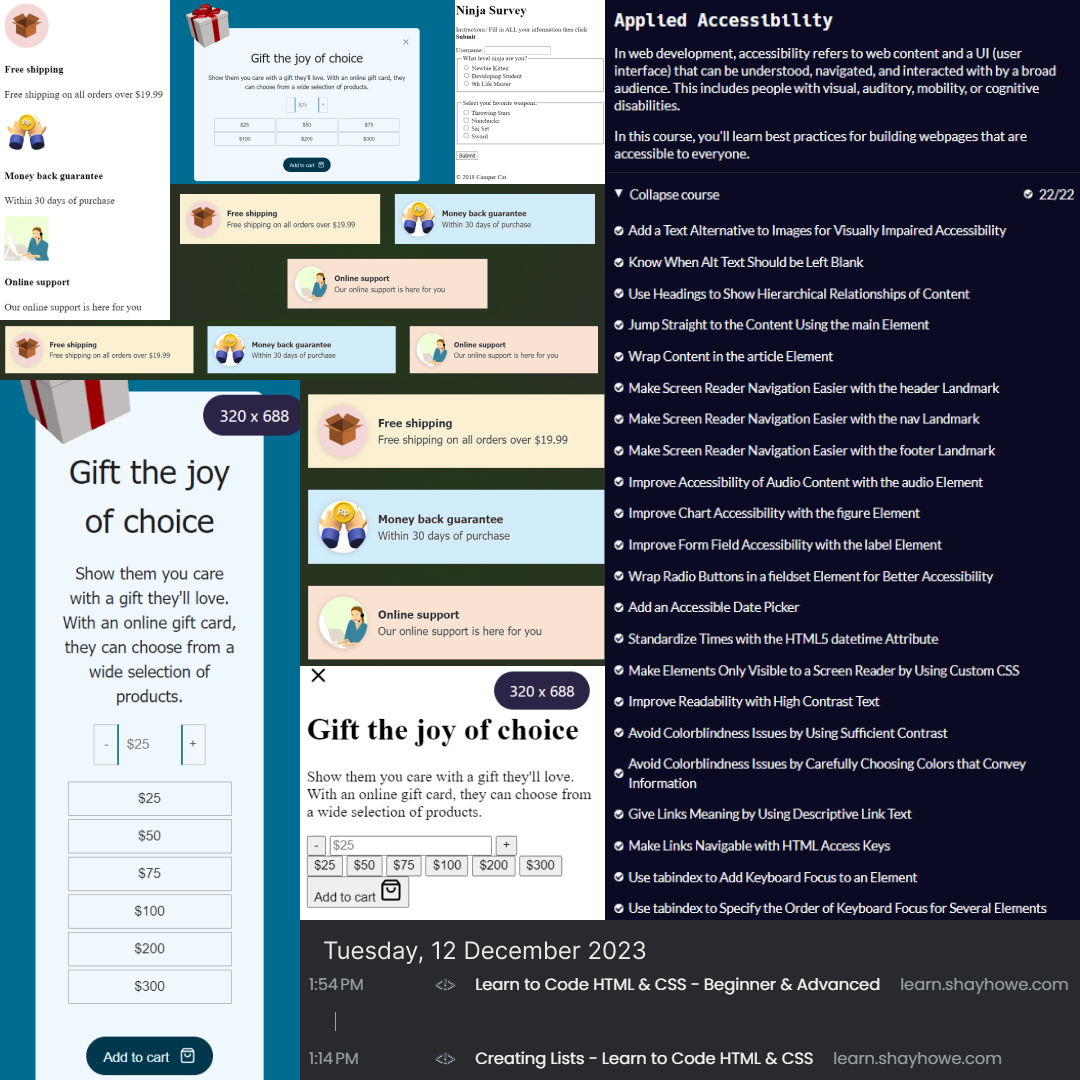 Free shipping
Free shipping on all orders over $19.99
Rp
Money back guarantee
Within 30 days of purchase
Online support
Our online support is here for you
Gift the joy of choice
Show them you care with a gift they'll love. With an online gift card, they
can choose from a wide selection of products.
- $25 +
$25 $50 $75
$100 $200 $300
Add to cart
Ninja Survey
Instructions: Fill in ALL your information then click
Submit
Username:
What level ninja are you?
Newbie Kitten
Developing Student
9th Life Master
Select your favorite weapons:
Throwing Stars
Nunchucks
Sai Set
Sword
Submit
© 2018 Camper Cat
Free shipping
Free shipping on all orders over $19.99
Rp
Money back guarantee
Within 30 days of purchase
Online support
Our online support is here for you
Free shipping
Free shipping on all orders over $19.99
Rp
Money back guarantee
Within 30 days of purchase
Online support
Our online support is here for you
320 x 688
Gift the joy
of choice
Show them you care
with a gift they'll love.
With an online gift card,
they can choose from a
wide selection of
products.
- $25 +
$25
$50
$75
$100
$200
$300
Add to cart
Free shipping
Free shipping on all orders over $19.99
Rp
Money back guarantee
Within 30 days of purchase
Online support
Our online support is here for you
320 x 688
Gift the joy of choice
Show them you care with a gift they'll love.
With an online gift card, they can choose from
a wide selection of products.
- $25 +
$25 $50 $75 $100 $200 $300
Add to cart
Applied Accessibility
In web development, accessibility refers to web content and a UI (user
interface) that can be understood, navigated, and interacted with by a broad
audience. This includes people with visual, auditory, mobility, or cognitive
disabilities.
In this course, you'll learn best practices for building webpages that are
accessible to everyone.
Collapse course 22/22
Add a Text Alternative to Images for Visually Impaired Accessibility
Know When Alt Text Should be Left Blank
Use Headings to Show Hierarchical Relationships of Content
Jump Straight to the Content Using the main Element
Wrap Content in the article Element
Make Screen Reader Navigation Easier with the header Landmark
Make Screen Reader Navigation Easier with the nav Landmark
Make Screen Reader Navigation Easier with the footer Landmark
Improve Accessibility of Audio Content with the audio Element
Improve Chart Accessibility with the figure Element
Improve Form Field Accessibility with the label Element
Wrap Radio Buttons in a fieldset Element for Better Accessibility
Add an Accessible Date Picker
Standardize Times with the HTML5 datetime Attribute
Make Elements Only Visible to a Screen Reader by Using Custom CSS
Improve Readability with High Contrast Text
Avoid Colorblindness Issues by Using Sufficient Contrast
Avoid Colorblindness Issues by Carefully Choosing Colors that Convey
Information
Give Links Meaning by Using Descriptive Link Text
Make Links Navigable with HTML Access Keys
Use tabindex to Add Keyboard Focus to an Element
Use tabindex to Specify the Order of Keyboard Focus for Several Elements
Tuesday, 12 December 2023
1:54 PM Learn to Code HTML & CSS - Beginner & Advanced learn.shayhowe.com
1:14 PM Creating Lists - Learn to Code HTML & CSS learn.shayhowe.com